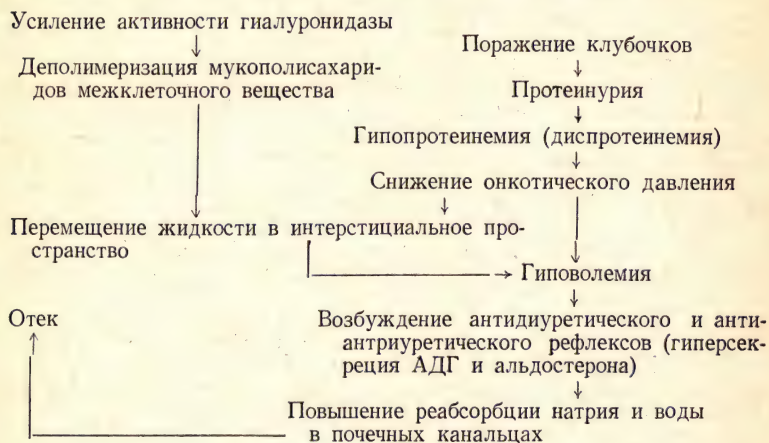 Усиление активности гиалуронидазы
Поражение клубочков
Деполимеризация мукополисахари-
дов межклеточного вещества
Протеинурия
Гипопротеинемия (диспротеинемия)
Снижение онкотического давления
Перемещение жидкости в интерстициальное про-
странство
Гиповолемия
Отек
Возбуждение антидиуретического и анти-
антриуретического рефлексов (гиперсек-
креция АДГ и альдостерона)
Повышение реабсорбции натрия и воды
в почечных канальцах